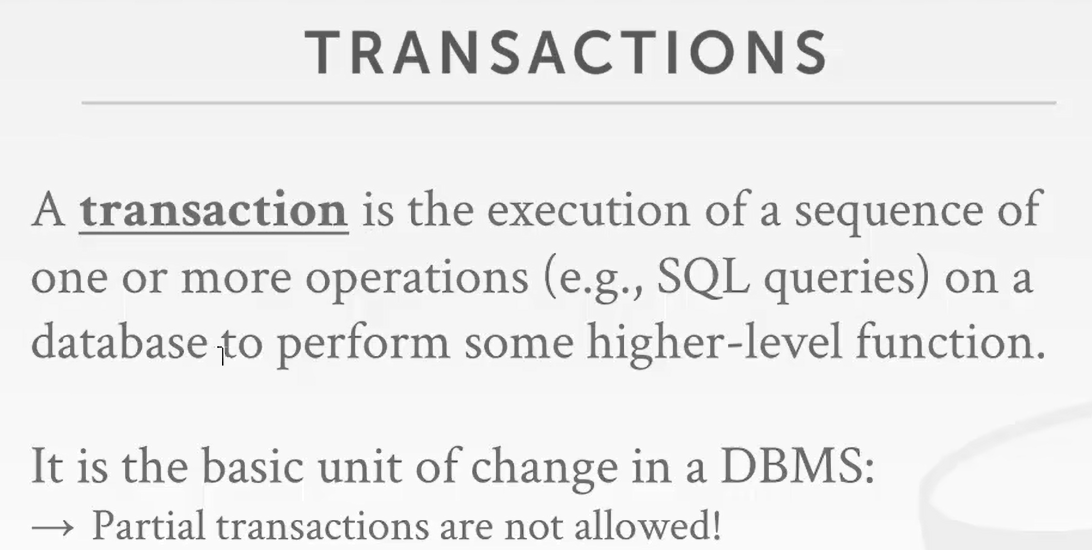 TRANSACTIONS
A transaction is the execution of a sequence of
one or more operations (e.g., SQL queries) on a
database to perform some higher-level function.
It is the basic unit of change in a DBMS:
→ Partial transactions are not allowed!